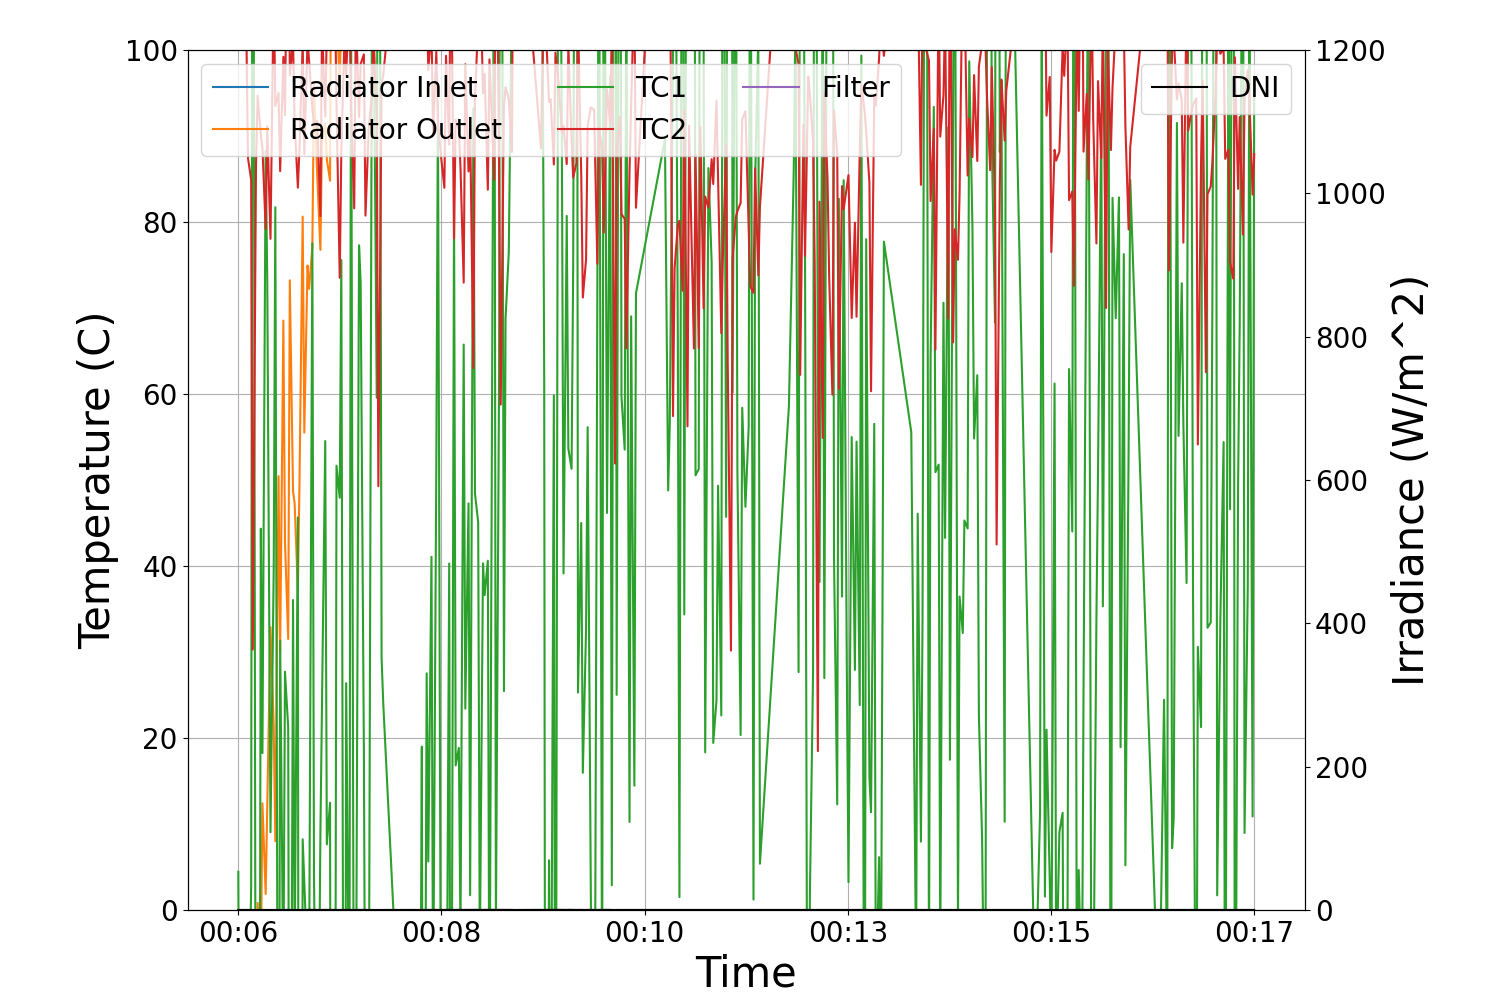 Temperature (C)
100
80
60
40
20
0
Radiator Inlet
Radiator Outlet
TC1
TC2
Filter
DNI
1200
1000
800
600
400
200
0
Irradiance (W/m^2)
00:06 00:08 00:10 00:13 00:15 00:17
Time